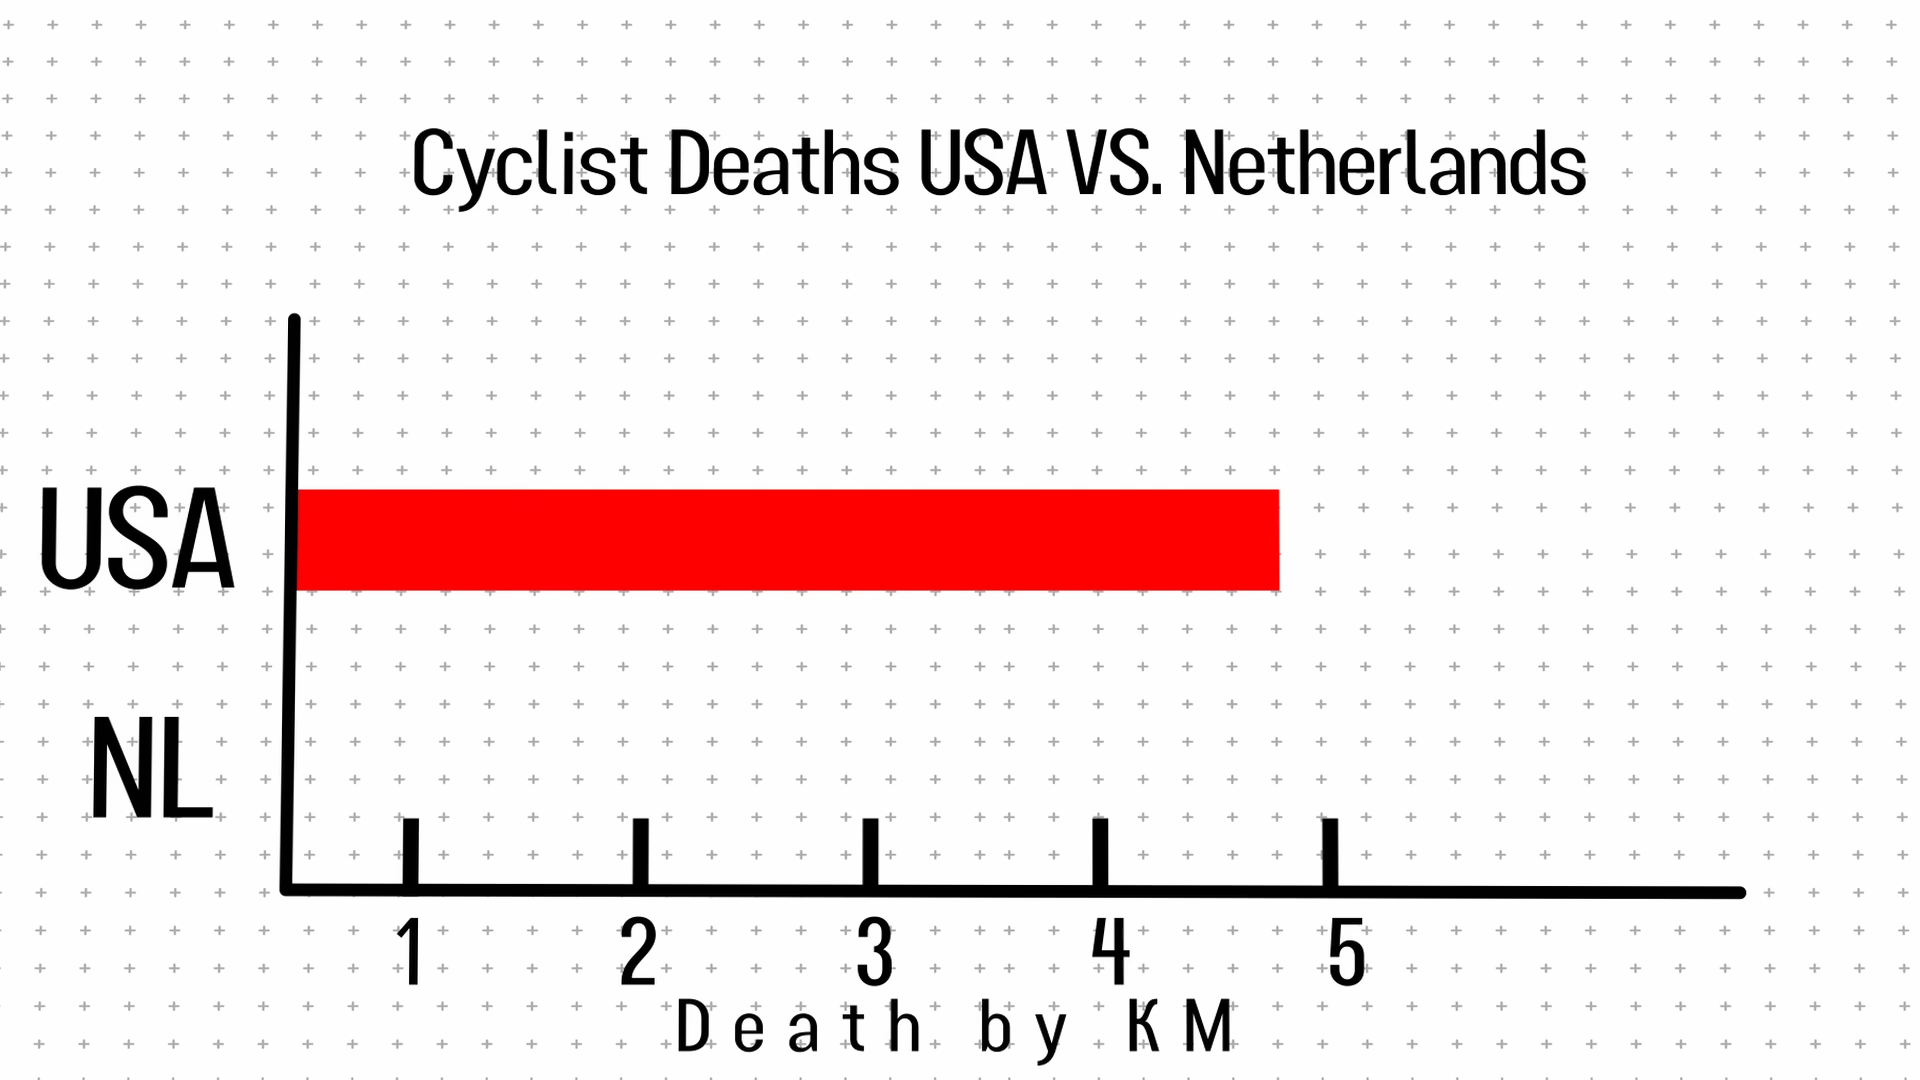 Cyclist Deaths USA VS. Netherlands
USA
NL
1 2 3 4 5
Death by KM